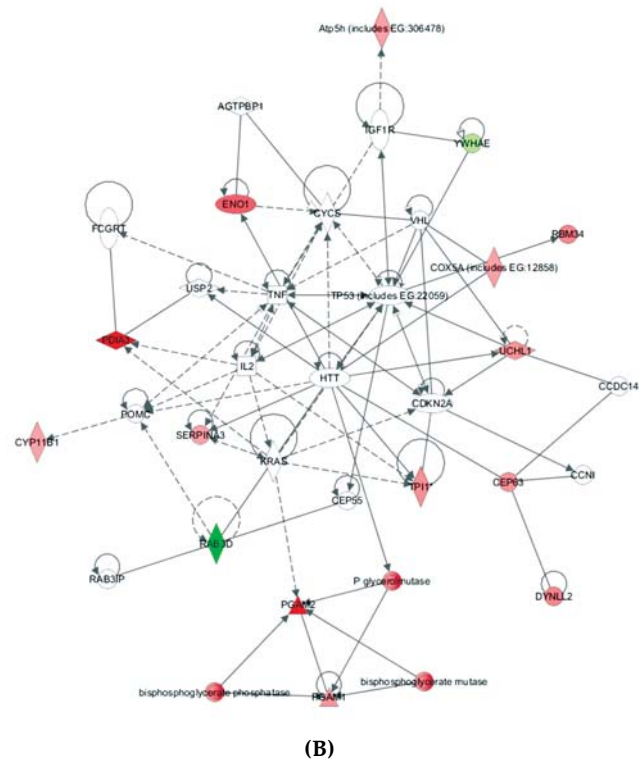 Atp5h (includes EG:306478)
AGTPBP1
IGF1R
YWHAE
ENO1
CYCS
VHL
FCGRT
RBM34
COX5A (includes EG:12858)
USP2
TNF
TP53 (includes EG:22059)
PDIA3
UCHL1
IL2
HTT
CCDC14
CDKN2A
POMC
SERPINA3
CYP11B1
KRAS
TPI1*
CEP63
CCNI
CEP55
RAB3D
RAB3IP
P glycerolmutase
DYNLL2
PGAM2
bisphosphoglycerate mutase
bisphosphoglycerate phosphatase
PGAM1
(B)